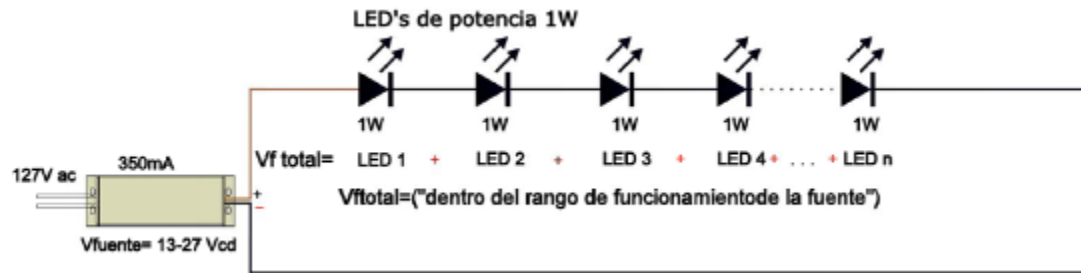 LED's de potencia 1W
1W 1W 1W 1W 1W
Vf total= LED 1 + LED 2 + LED 3 + LED 4 + . . . + LED n
350mA
127V ac
+
−
Vftotal=("dentro del rango de funcionamientode la fuente")
Vfuente= 13-27 Vcd